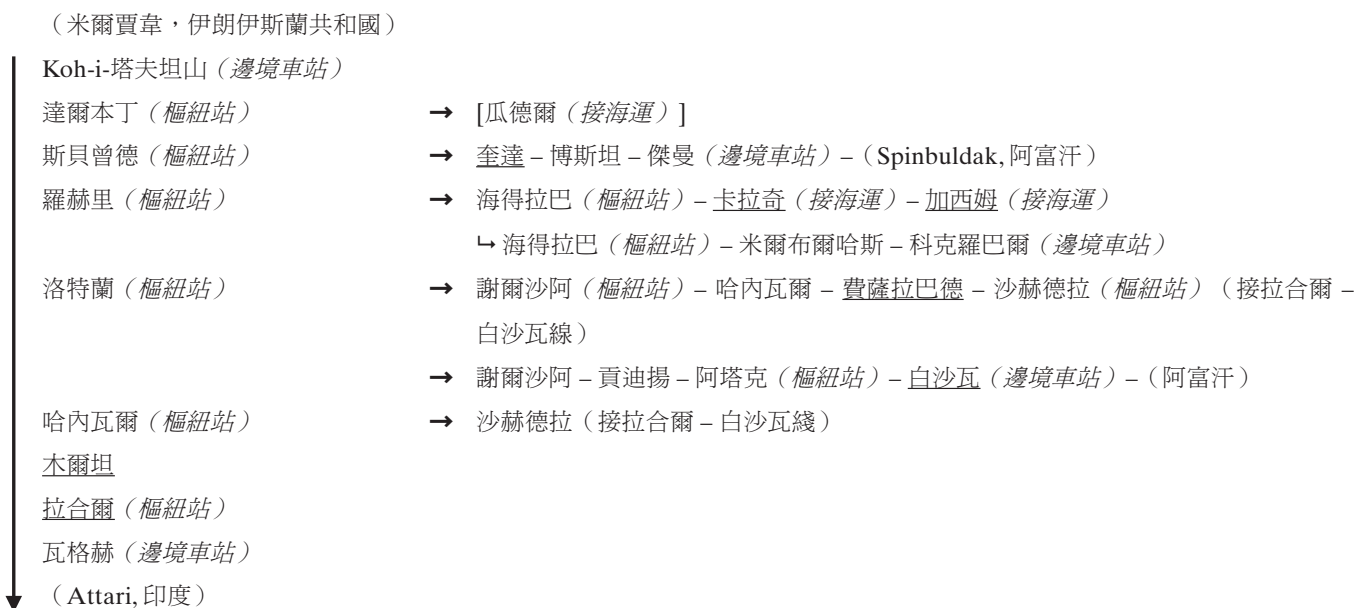 （米爾賈韋，伊朗伊斯蘭共和國）
Koh-i-塔夫坦山（邊境車站）
達爾本丁（樞紐站） → [瓜德爾（接海運）]
斯貝曾德（樞紐站） → 奎達 – 博斯坦 – 傑曼（邊境車站）–（Spinbuldak, 阿富汗）
羅赫里（樞紐站） → 海得拉巴（樞紐站）– 卡拉奇（接海運）– 加西姆（接海運）
↳ 海得拉巴（樞紐站）– 米爾布爾哈斯 – 科克羅巴爾（邊境車站）
洛特蘭（樞紐站） → 謝爾沙阿（樞紐站）– 哈內瓦爾 – 費薩拉巴德 – 沙赫德拉（樞紐站）（接拉合爾 –
白沙瓦線）
→ 謝爾沙阿 – 貢迪揚 – 阿塔克（樞紐站）– 白沙瓦（邊境車站）–（阿富汗）
哈內瓦爾（樞紐站） → 沙赫德拉（接拉合爾 – 白沙瓦綫）
木爾坦
拉合爾（樞紐站）
瓦格赫（邊境車站）
（Attari, 印度）